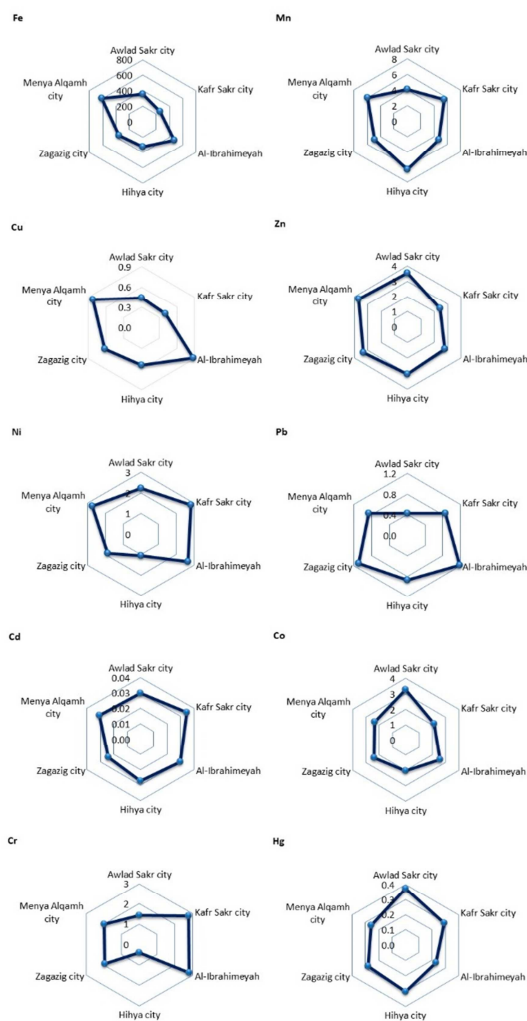 Fe
Awlad Sakr city
800
600
400
200
0
Kafr Sakr city
Al-Ibrahimeyah
Hihya city
Zagazig city
Menya Alqamh
city
Mn
Awlad Sakr city
8
6
4
2
0
Kafr Sakr city
Al-Ibrahimeyah
Hihya city
Zagazig city
Menya Alqamh
city
Cu
Awlad Sakr city
0.9
0.6
0.3
0.0
Kafr Sakr city
Al-Ibrahimeyah
Hihya city
Zagazig city
Menya Alqamh
city
Zn
Awlad Sakr city
4
3
2
1
0
Kafr Sakr city
Al-Ibrahimeyah
Hihya city
Zagazig city
Menya Alqamh
city
Ni
Awlad Sakr city
3
2
1
0
Kafr Sakr city
Al-Ibrahimeyah
Hihya city
Zagazig city
Menya Alqamh
city
Pb
Awlad Sakr city
1.2
0.8
0.4
0.0
Kafr Sakr city
Al-Ibrahimeyah
Hihya city
Zagazig city
Menya Alqamh
city
Cd
Awlad Sakr city
0.04
0.03
0.02
0.01
0.00
Kafr Sakr city
Al-Ibrahimeyah
Hihya city
Zagazig city
Menya Alqamh
city
Co
Awlad Sakr city
4
3
2
1
0
Kafr Sakr city
Al-Ibrahimeyah
Hihya city
Zagazig city
Menya Alqamh
city
Cr
Awlad Sakr city
3
2
1
0
Kafr Sakr city
Al-Ibrahimeyah
Hihya city
Zagazig city
Menya Alqamh
city
Hg
Awlad Sakr city
0.4
0.3
0.2
0.1
0.0
Kafr Sakr city
Al-Ibrahimeyah
Hihya city
Zagazig city
Menya Alqamh
city